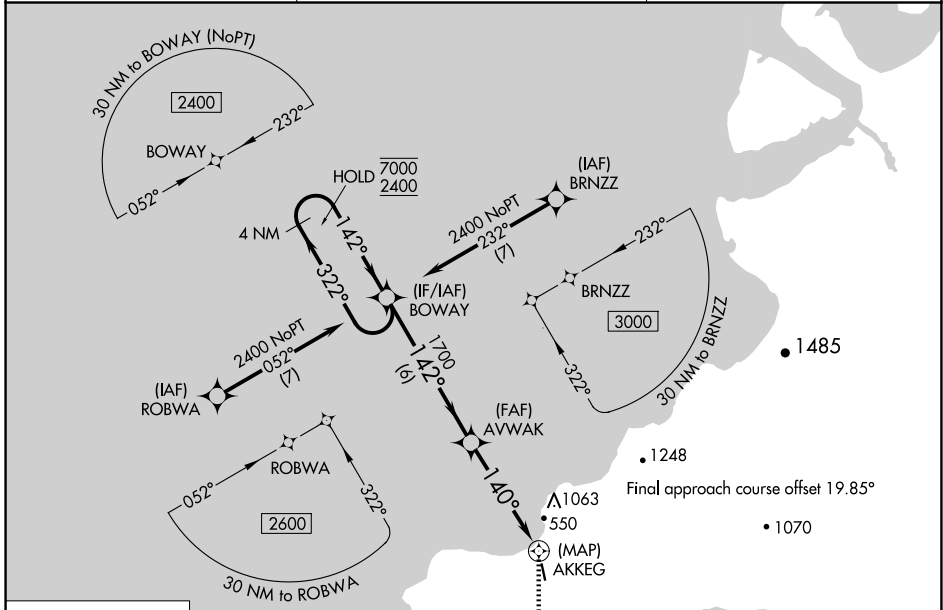 30 NM to BOWAY (NoPT)
2400
232°
BOWAY
052°
HOLD 7000
2400
4 NM
142°
322°
(IAF)
BRNZZ
2400 NoPT
232°
(7)
(IF/IAF)
BOWAY
232°
BRNZZ
3000
322°
30 NM to BRNZZ
1485
2400 NoPT
052°
(7)
(IAF)
ROBWA
1700
142°
(6)
(FAF)
AVWAK
052°
ROBWA
322°
2600
30 NM to ROBWA
140°
1248
Final approach course offset 19.85°
1063
550
1070
(MAP)
AKKEG